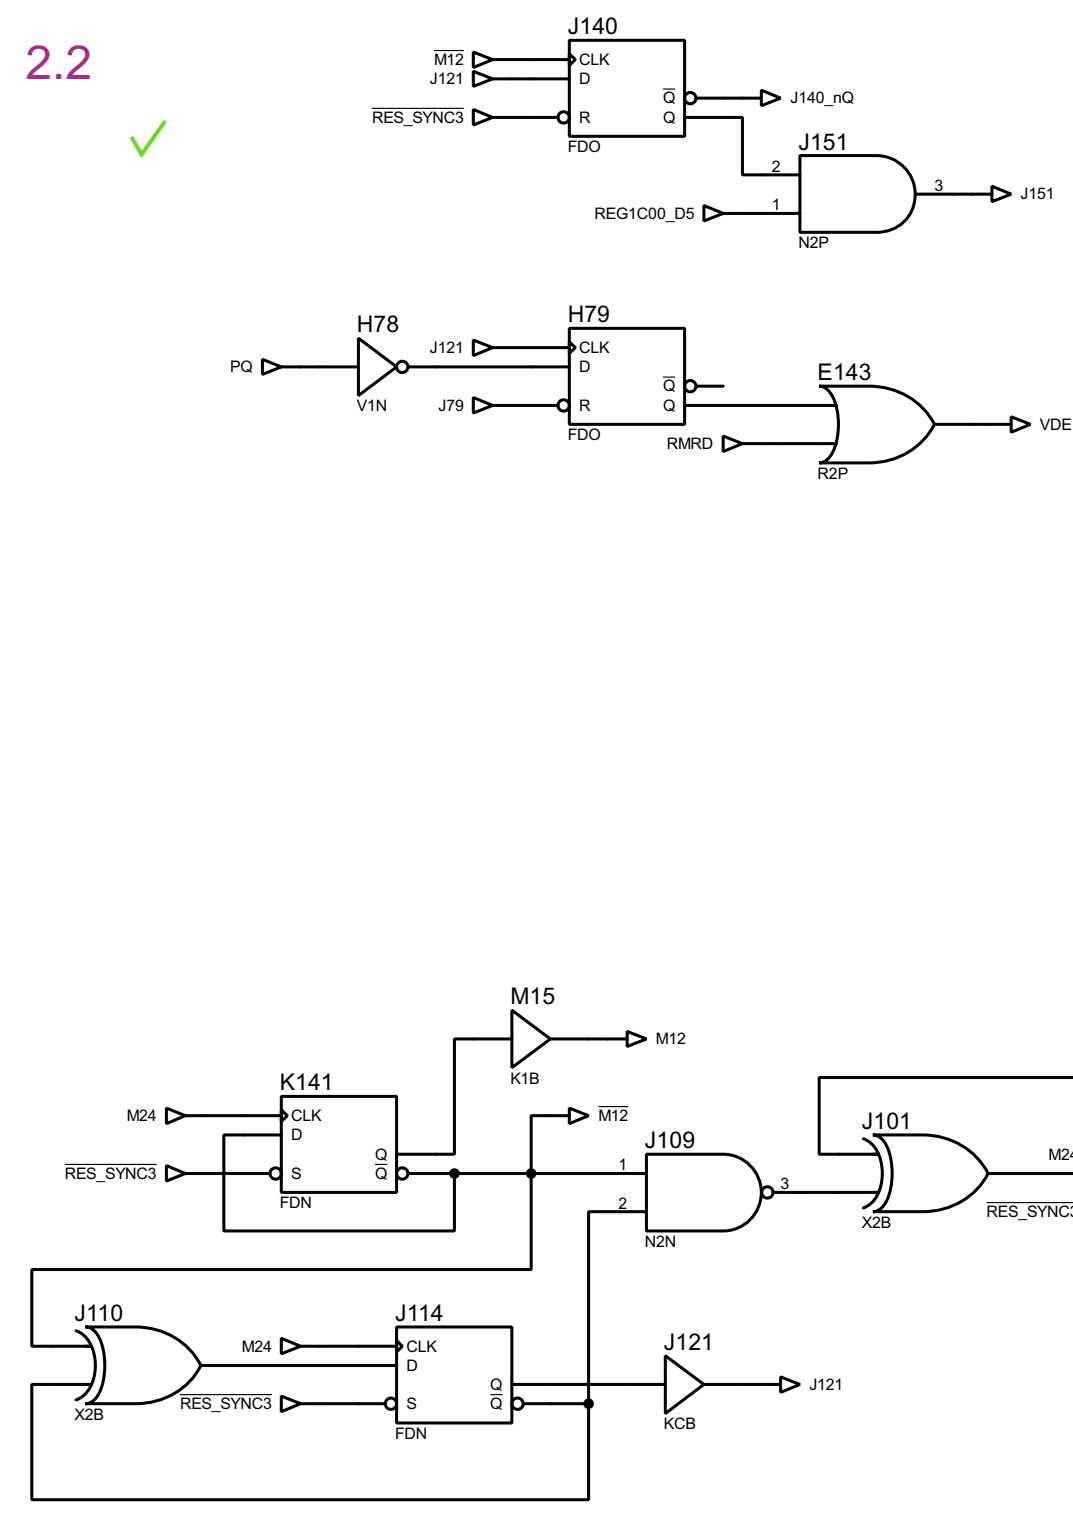 2.2
J140
M12
CLK
J121
D
Q
J140_nQ
RES_SYNC3
R
Q
FDO
J151
2
3
J151
REG1C00_D5
1
N2P
H78
H79
J121
CLK
PQ
D
E143
V1N
Q
J79
R
Q
VDE
FDO
RMRD
R2P
M15
M12
K1B
K141
M24
CLK
M12
J101
D
J109
Q
M24
RES_SYNC3
S
Q
1
3
FDN
2
RES_SYNC3
X2B
N2N
J110
J114
J121
M24
CLK
D
Q
J121
RES_SYNC3
S
Q
X2B
FDN
KCB